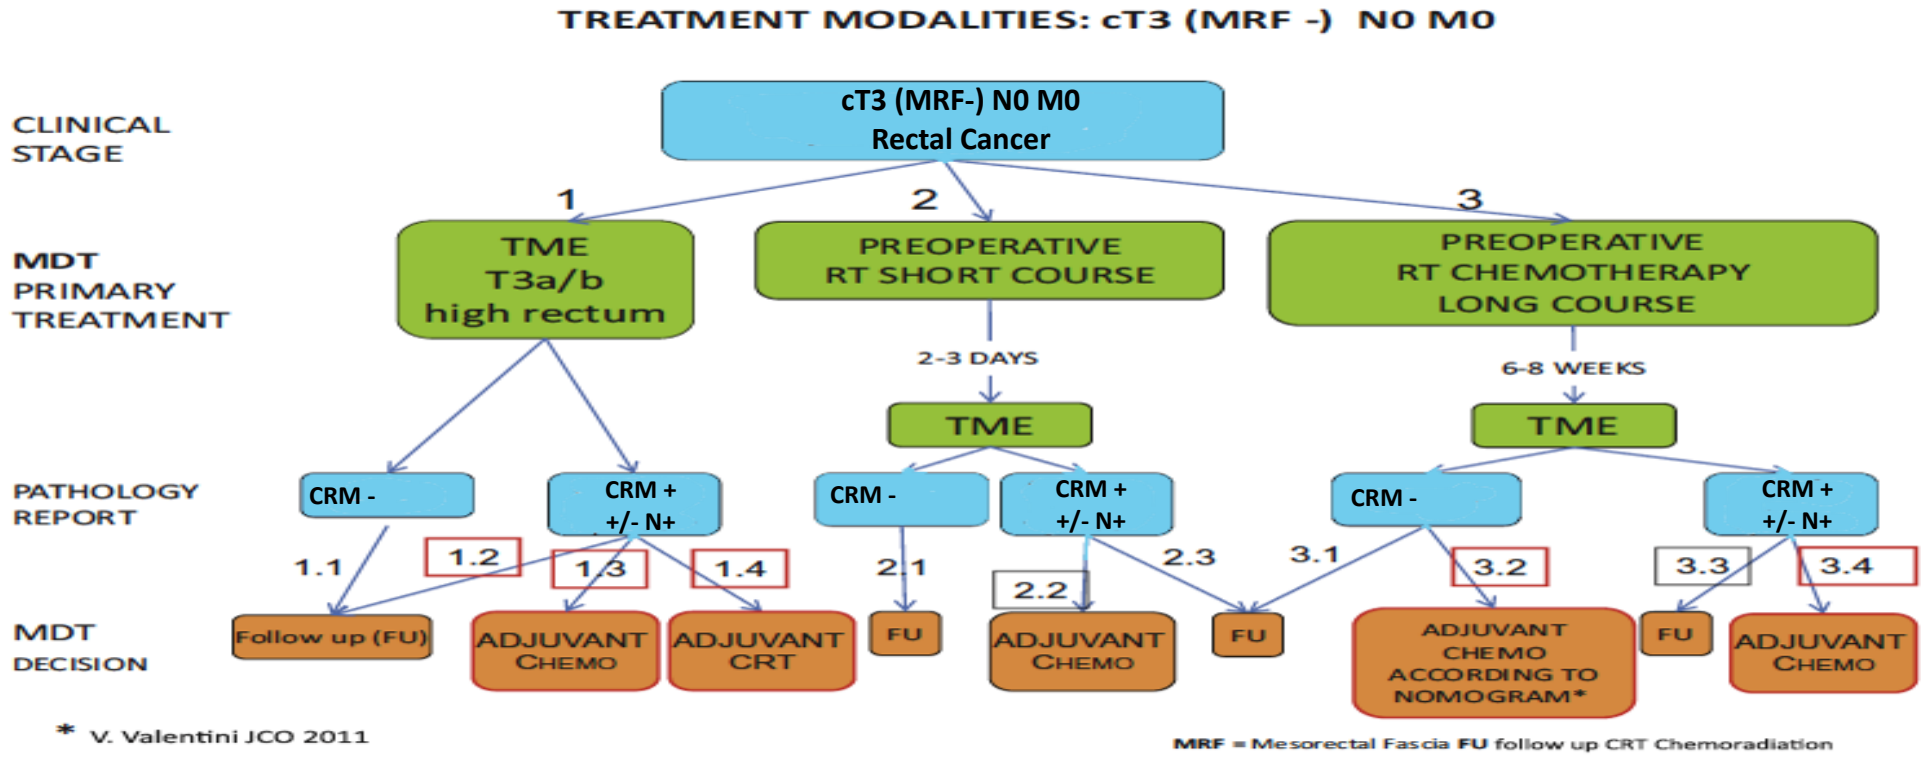 TREATMENT MODALITIES: cT3 (MRF -) N0 M0
CLINICAL
STAGE
cT3 (MRF-) N0 M0
Rectal Cancer
1
2
3
MDT
PRIMARY
TREATMENT
TME
T3a/b
high rectum
PREOPERATIVE
RT SHORT COURSE
PREOPERATIVE
RT CHEMOTHERAPY
LONG COURSE
2-3 DAYS
6-8 WEEKS
TME
TME
PATHOLOGY
REPORT
CRM -
CRM +
+/- N+
CRM -
CRM +
+/- N+
CRM -
CRM +
+/- N+
1.1
1.2
1.3
1.4
2.1
2.2
2.3
3.1
3.2
3.3
3.4
MDT
DECISION
Follow up (FU)
ADJUVANT
CHEMO
ADJUVANT
CRT
FU
ADJUVANT
CHEMO
FU
ADJUVANT
CHEMO
ACCORDING TO
NOMOGRAM*
FU
ADJUVANT
CHEMO
* V. Valentini JCO 2011
MRF = Mesorectal Fascia FU follow up CRT Chemoradiation